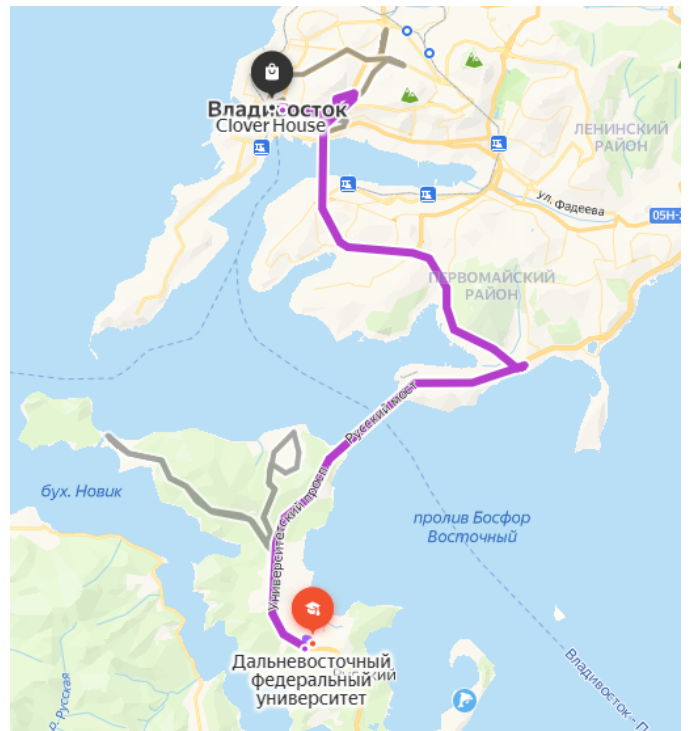 Владивосток
Clover House
ЛЕНИНСКИЙ
РАЙОН
ул. Фадеева
05Н-
ПЕРВОМАЙСКИЙ
РАЙОН
Русский мост
Университетский просп
бух. Новик
пролив Босфор
Восточный
Дальневосточный
федеральный
университет
р. Русская
Владивосток – П